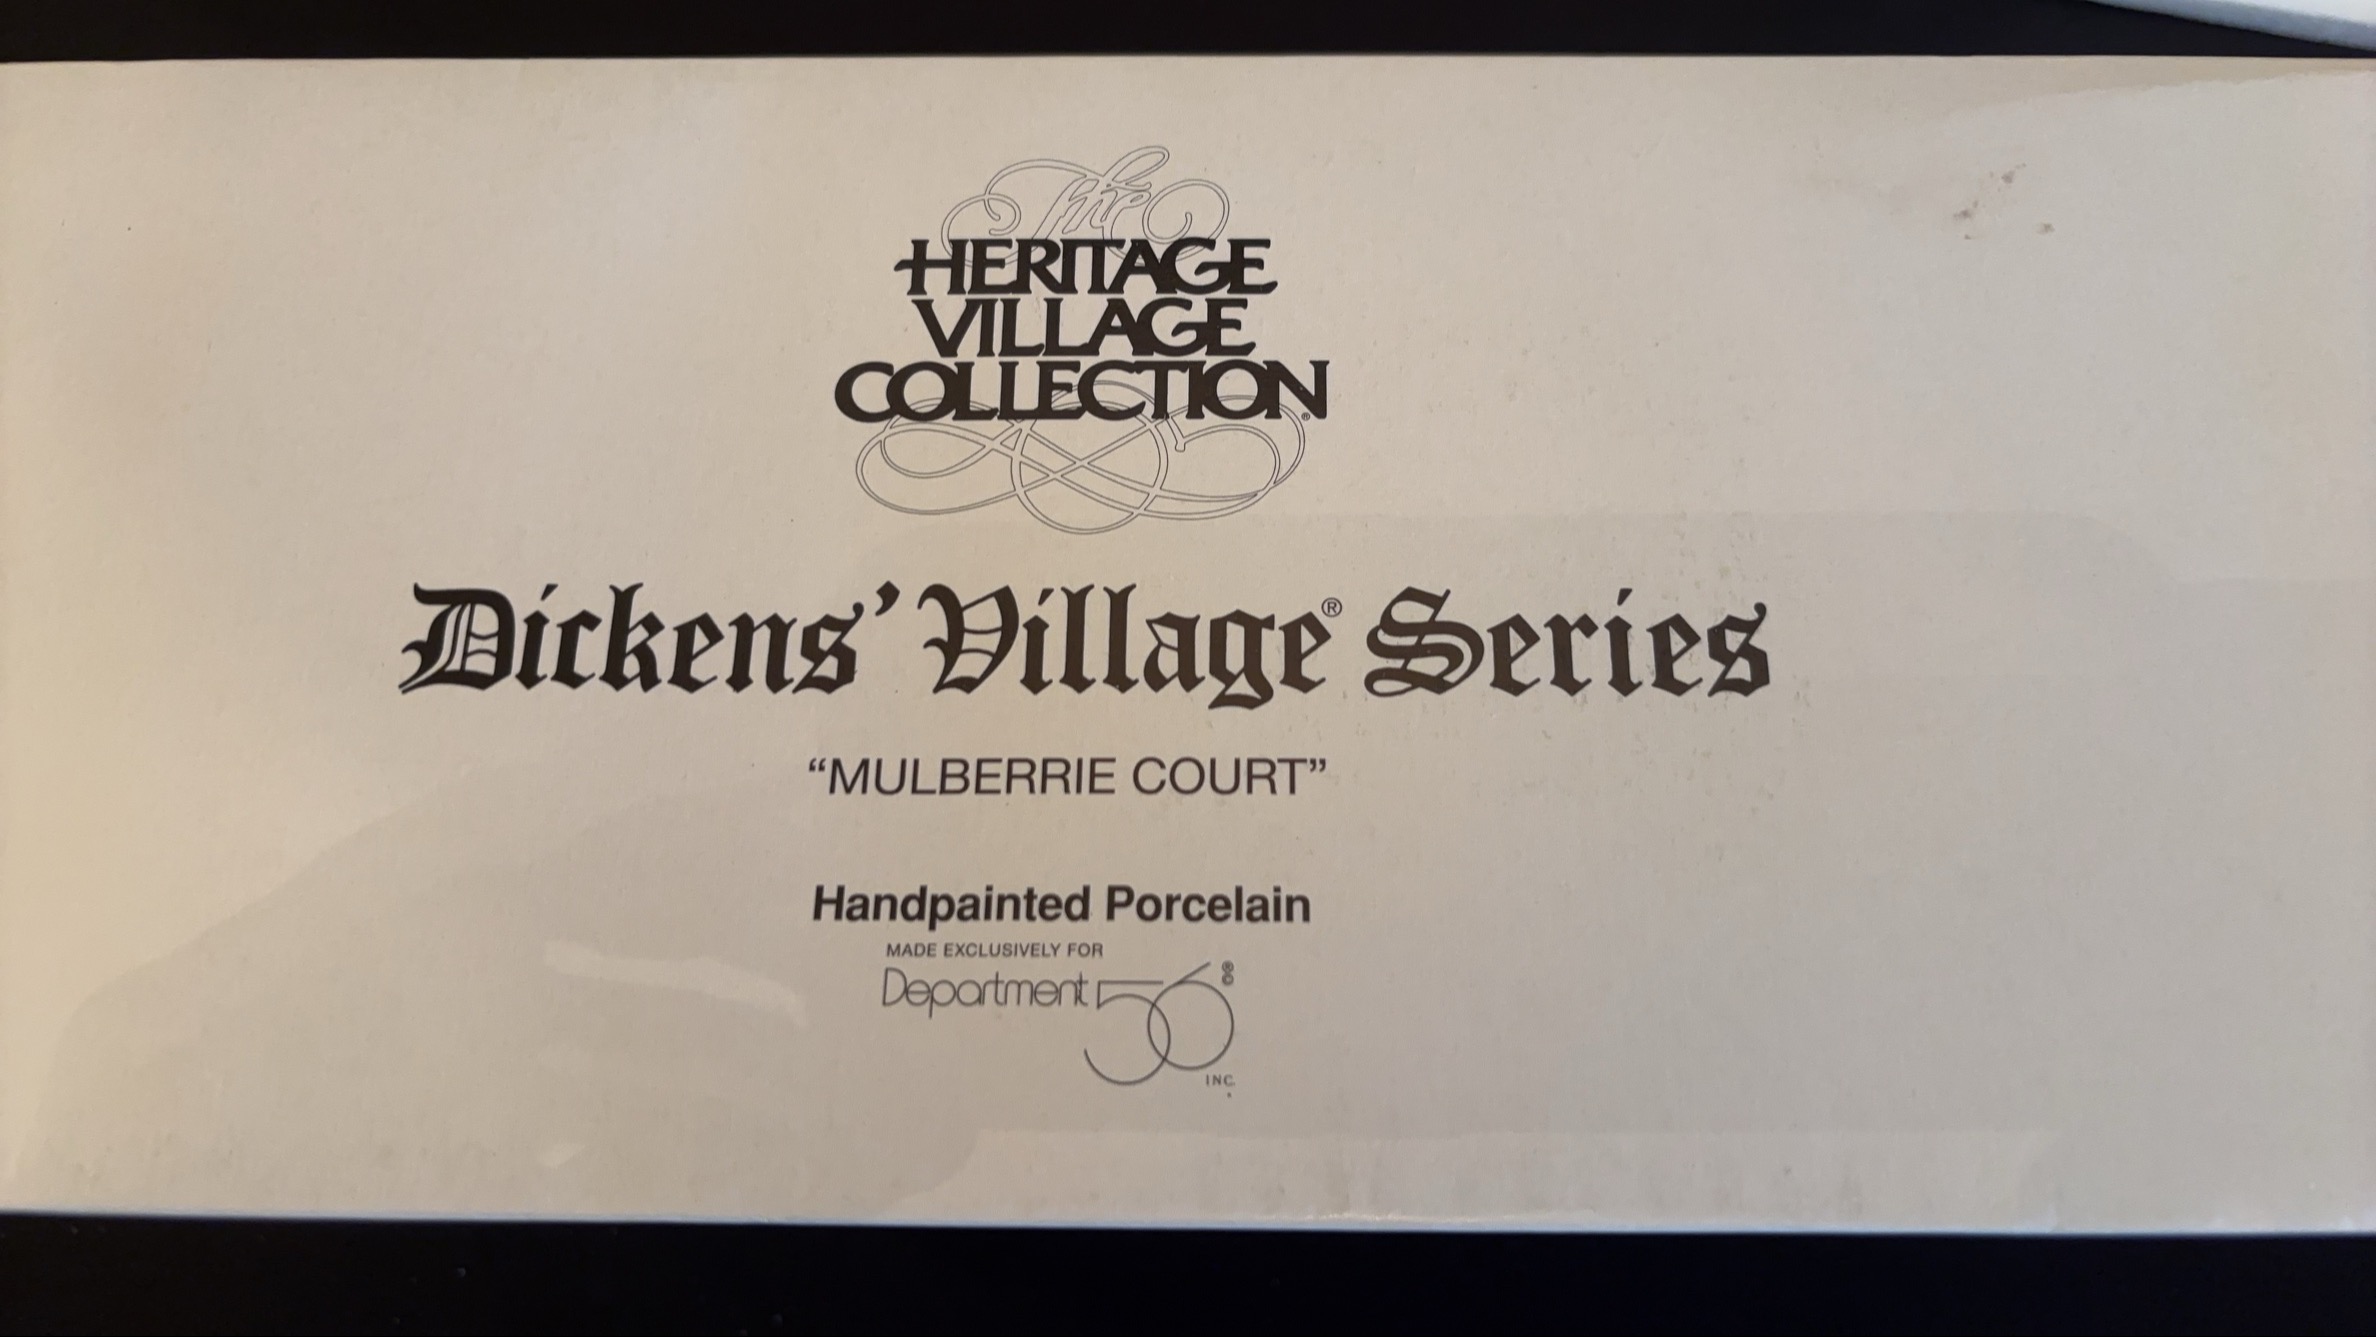 The
HERITAGE
VILLAGE
COLLECTION®
Dickens' Village® Series
“MULBERRIE COURT”
Handpainted Porcelain
MADE EXCLUSIVELY FOR
Department 56®
INC.